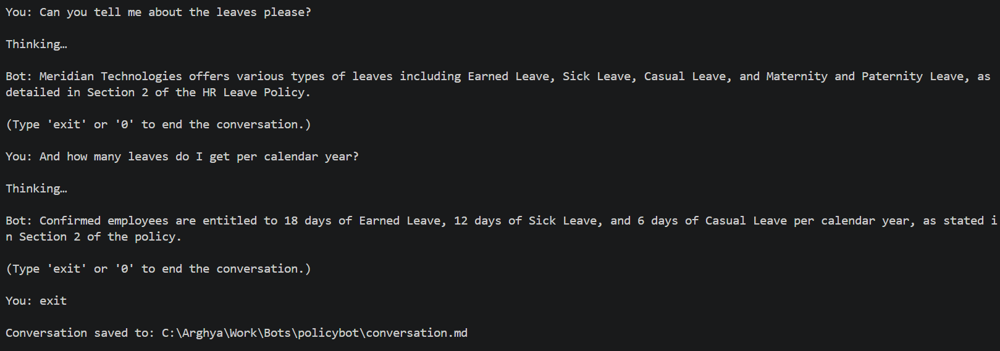 You: Can you tell me about the leaves please?
Thinking…
Bot: Meridian Technologies offers various types of leaves including Earned Leave, Sick Leave, Casual Leave, and Maternity and Paternity Leave, as
detailed in Section 2 of the HR Leave Policy.
(Type 'exit' or '0' to end the conversation.)
You: And how many leaves do I get per calendar year?
Thinking…
Bot: Confirmed employees are entitled to 18 days of Earned Leave, 12 days of Sick Leave, and 6 days of Casual Leave per calendar year, as stated i
n Section 2 of the policy.
(Type 'exit' or '0' to end the conversation.)
You: exit
Conversation saved to: C:\Arghya\Work\Bots\policybot\conversation.md